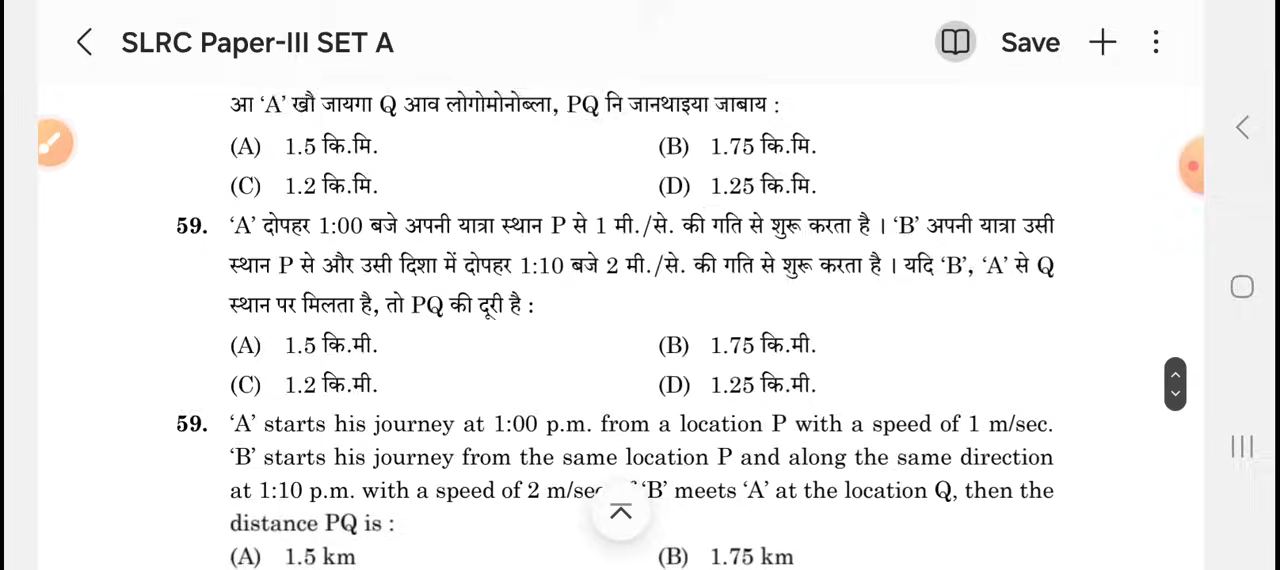 SLRC Paper-III SET A
Save
आ ‘A’ खौ जायगा Q आव लोगोमोनोब्ला, PQ नि जानथाइया जाबाय :
(A) 1.5 कि.मि. (B) 1.75 कि.मि.
(C) 1.2 कि.मि. (D) 1.25 कि.मि.
59. ‘A’ दोपहर 1:00 बजे अपनी यात्रा स्थान P से 1 मी./से. की गति से शुरू करता है । ‘B’ अपनी यात्रा उसी
स्थान P से और उसी दिशा में दोपहर 1:10 बजे 2 मी./से. की गति से शुरू करता है । यदि ‘B’, ‘A’ से Q
स्थान पर मिलता है, तो PQ की दूरी है :
(A) 1.5 कि.मी. (B) 1.75 कि.मी.
(C) 1.2 कि.मी. (D) 1.25 कि.मी.
59. ‘A’ starts his journey at 1:00 p.m. from a location P with a speed of 1 m/sec.
‘B’ starts his journey from the same location P and along the same direction
at 1:10 p.m. with a speed of 2 ‘B’ meets ‘A’ at the location Q, then the
distance PQ is :
(A) 1.5 km (B) 1.75 km